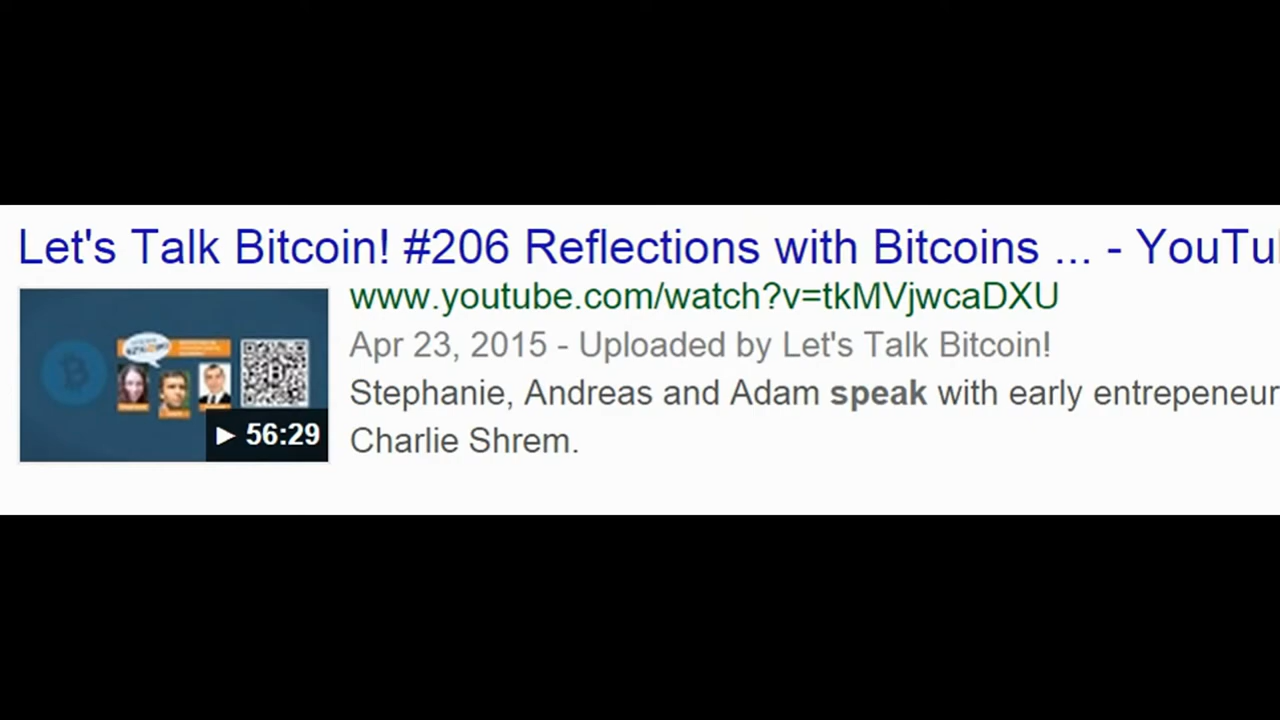 Let's Talk Bitcoin! #206 Reflections with Bitcoins ... - YouTu
www.youtube.com/watch?v=tkMVjwcaDXU
Apr 23, 2015 - Uploaded by Let's Talk Bitcoin!
Stephanie, Andreas and Adam speak with early entrepeneur
Charlie Shrem.
56:29